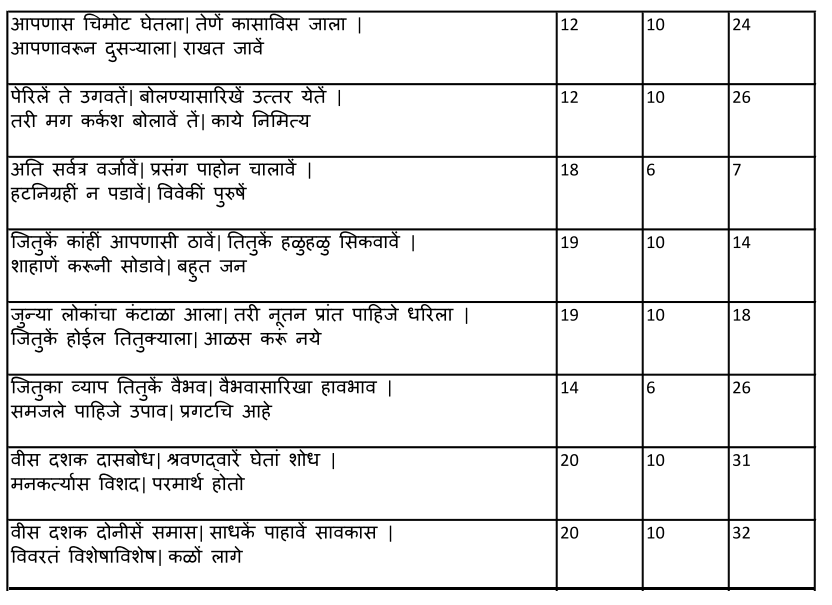 आपणास चिमोट घेतला| तेणें कासाविस जाला | 12 10 24
आपणावरून दुसऱ्याला| राखत जावें
पेरिलें ते उगवतें| बोलण्यासारिखें उत्तर येतें | 12 10 26
तरी मग कर्कश बोलावें तें| काये निमित्य
अति सर्वत्र वर्जावें| प्रसंग पाहोन चालावें | 18 6 7
हटनिग्रहीं न पडावें| विवेकीं पुरुषें
जितुकें कांहीं आपणासी ठावें| तितुकें हळुहळु सिकवावें | 19 10 14
शाहाणें करूनी सोडावे| बहुत जन
जुन्या लोकांचा कंटाळा आला| तरी नूतन प्रांत पाहिजे धरिला | 19 10 18
जितुकें होईल तितुक्याला| आळस करूं नये
जितुका व्याप तितुकें वैभव| वैभवासारिखा हावभाव | 14 6 26
समजले पाहिजे उपाव| प्रगटचि आहे
वीस दशक दासबोध| श्रवणद्वारें घेतां शोध | 20 10 31
मनकर्त्यास विशद| परमार्थ होतो
वीस दशक दोनीसें समास| साधकें पाहावें सावकास | 20 10 32
विवरतं विशेषाविशेष| कळों लागे